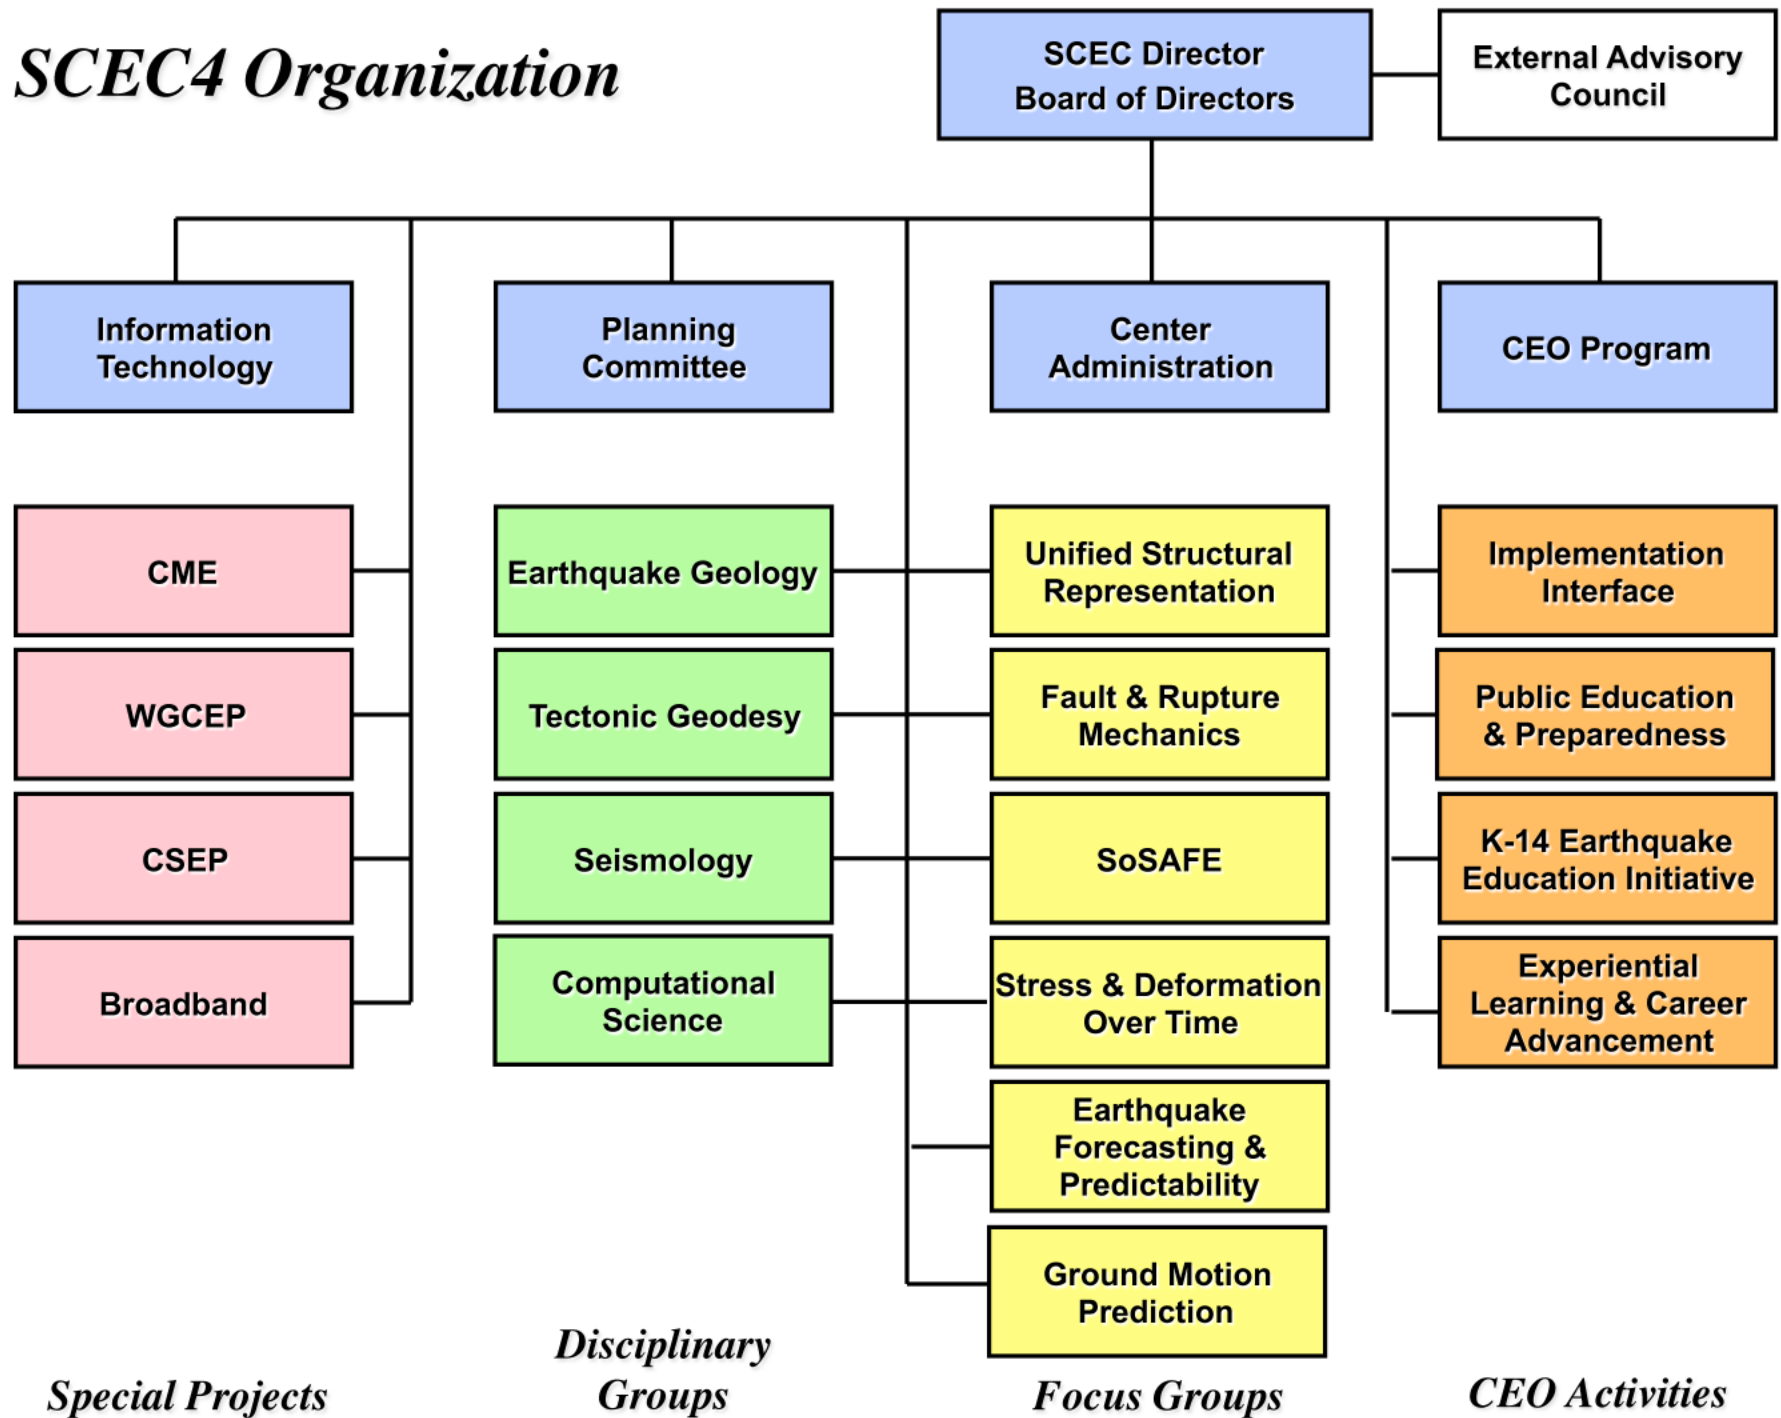 SCEC4 Organization
SCEC Director
Board of Directors
External Advisory
Council
Information
Technology
Planning
Committee
Center
Administration
CEO Program
CME
WGCEP
CSEP
Broadband
Earthquake Geology
Tectonic Geodesy
Seismology
Computational
Science
Unified Structural
Representation
Fault & Rupture
Mechanics
SoSAFE
Stress & Deformation
Over Time
Earthquake
Forecasting &
Predictability
Ground Motion
Prediction
Implementation
Interface
Public Education
& Preparedness
K-14 Earthquake
Education Initiative
Experiential
Learning & Career
Advancement
Special Projects
Disciplinary
Groups
Focus Groups
CEO Activities